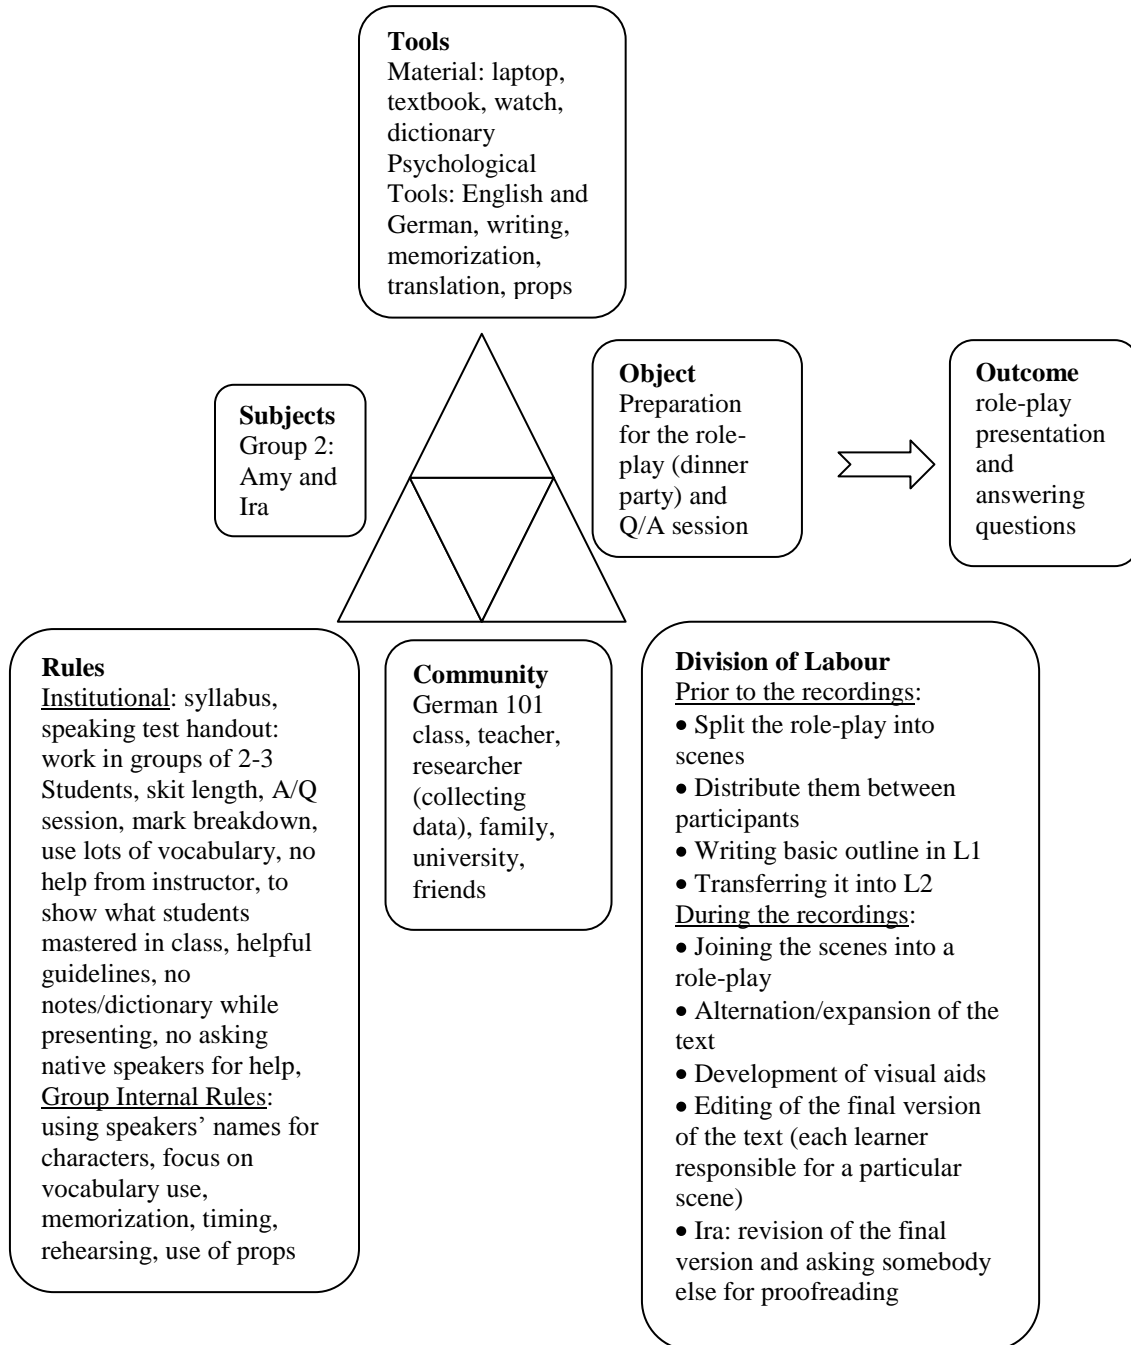 Tools
Material: laptop,
textbook, watch,
dictionary
Psychological
Tools: English and
German, writing,
memorization,
translation, props
Subjects
Group 2:
Amy and
Ira
Object
Preparation
for the role-
play (dinner
party) and
Q/A session
Outcome
role-play
presentation
and
answering
questions
Rules
Institutional: syllabus,
speaking test handout:
work in groups of 2-3
Students, skit length, A/Q
session, mark breakdown,
use lots of vocabulary, no
help from instructor, to
show what students
mastered in class, helpful
guidelines, no
notes/dictionary while
presenting, no asking
native speakers for help,
Group Internal Rules:
using speakers’ names for
characters, focus on
vocabulary use,
memorization, timing,
rehearsing, use of props
Community
German 101
class, teacher,
researcher
(collecting
data), family,
university,
friends
Division of Labour
Prior to the recordings:
• Split the role-play into
scenes
• Distribute them between
participants
• Writing basic outline in L1
• Transferring it into L2
During the recordings:
• Joining the scenes into a
role-play
• Alternation/expansion of the
text
• Development of visual aids
• Editing of the final version
of the text (each learner
responsible for a particular
scene)
• Ira: revision of the final
version and asking somebody
else for proofreading